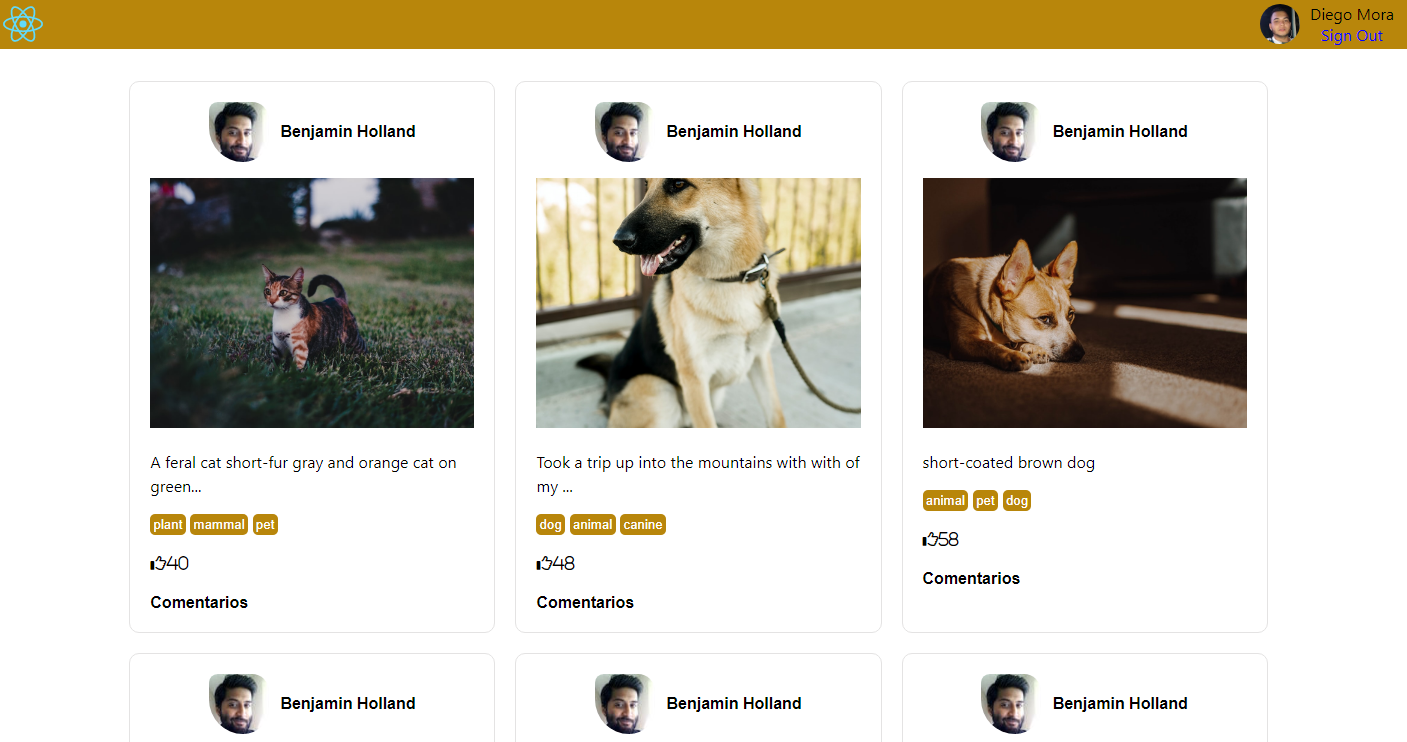 Diego Mora
Sign Out
Benjamin Holland
Benjamin Holland
Benjamin Holland
A feral cat short-fur gray and orange cat on
green...
plant mammal pet
40
Comentarios
Took a trip up into the mountains with with of
my ...
dog animal canine
48
Comentarios
short-coated brown dog
animal pet dog
58
Comentarios
Benjamin Holland
Benjamin Holland
Benjamin Holland